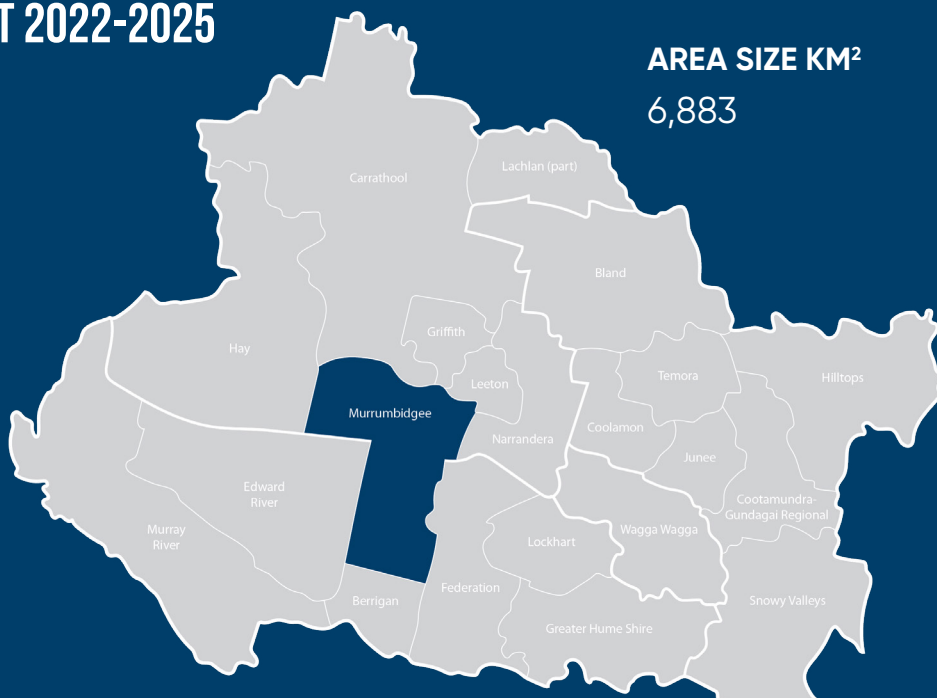 T 2022-2025
AREA SIZE KM²
6,883
Lachlan (part)
Carrathool
Bland
Griffith
Hay
Temora
Hilltops
Leeton
Murrumbidgee
Coolamon
Narrandera
Junee
Edward
River
Cootamundra-
Gundagai Regional
Murray
River
Wagga Wagga
Lockhart
Federation
Berrigan
Snowy Valleys
Greater Hume Shire